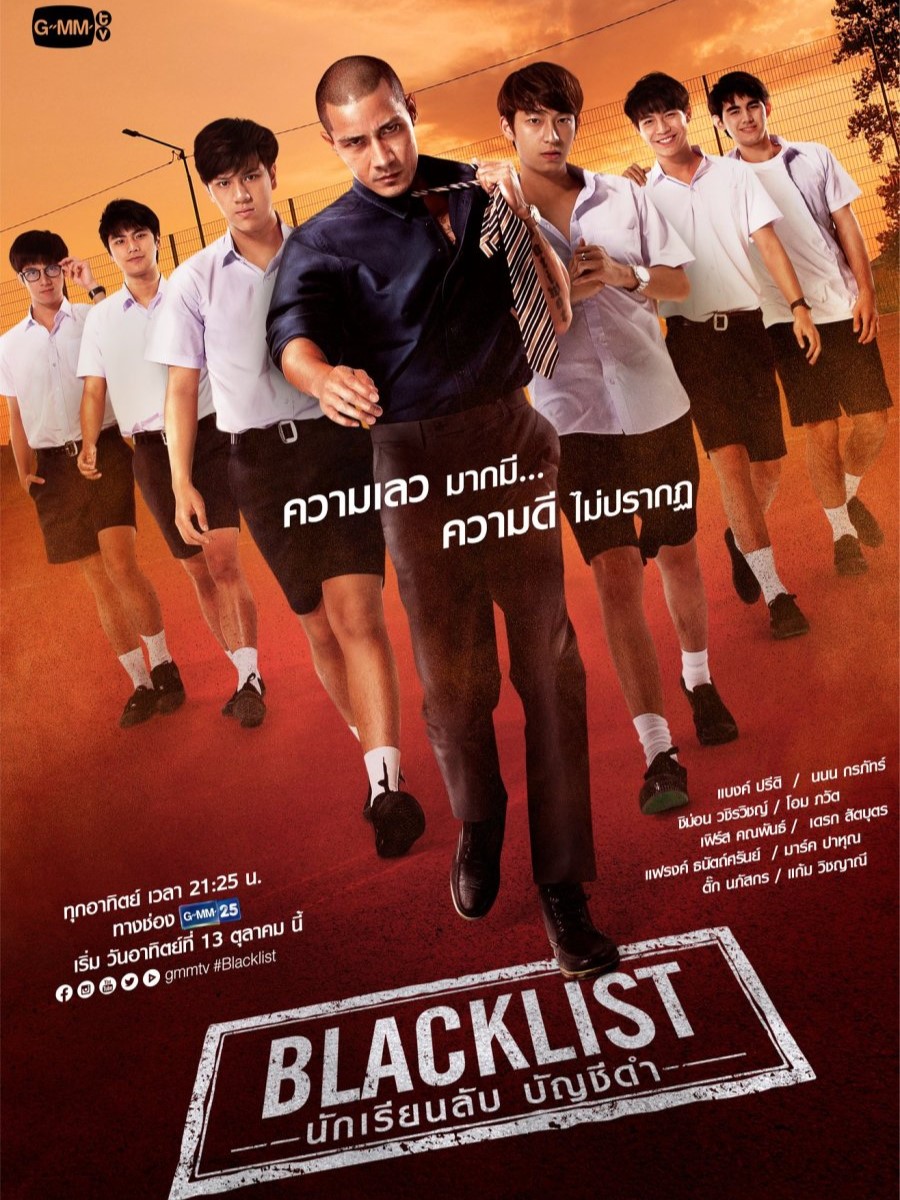 G-MM-tv
ความเลว มากมี...
ความดี ไม่ปรากฏ
แบงค์ ปรีติ / นนน กรภัทร์
ชิม่อน วชิรวิชญ์ / โอม ภวัต
เฟิร์ส คณพันธ์ / เดรก สัตบุตร
แฟรงค์ ธนัตถ์ศรันย์ / มาร์ค ปาหุณ
ตั๊ก นภัสกร / แก้ม วิชญาณี
ทุกอาทิตย์ เวลา 21:25 น.
ทางช่อง G-MM- 25
เริ่ม วันอาทิตย์ที่ 13 ตุลาคม นี้
gmmtv #Blacklist
BLACKLIST
นักเรียนลับ บัญชีดำ